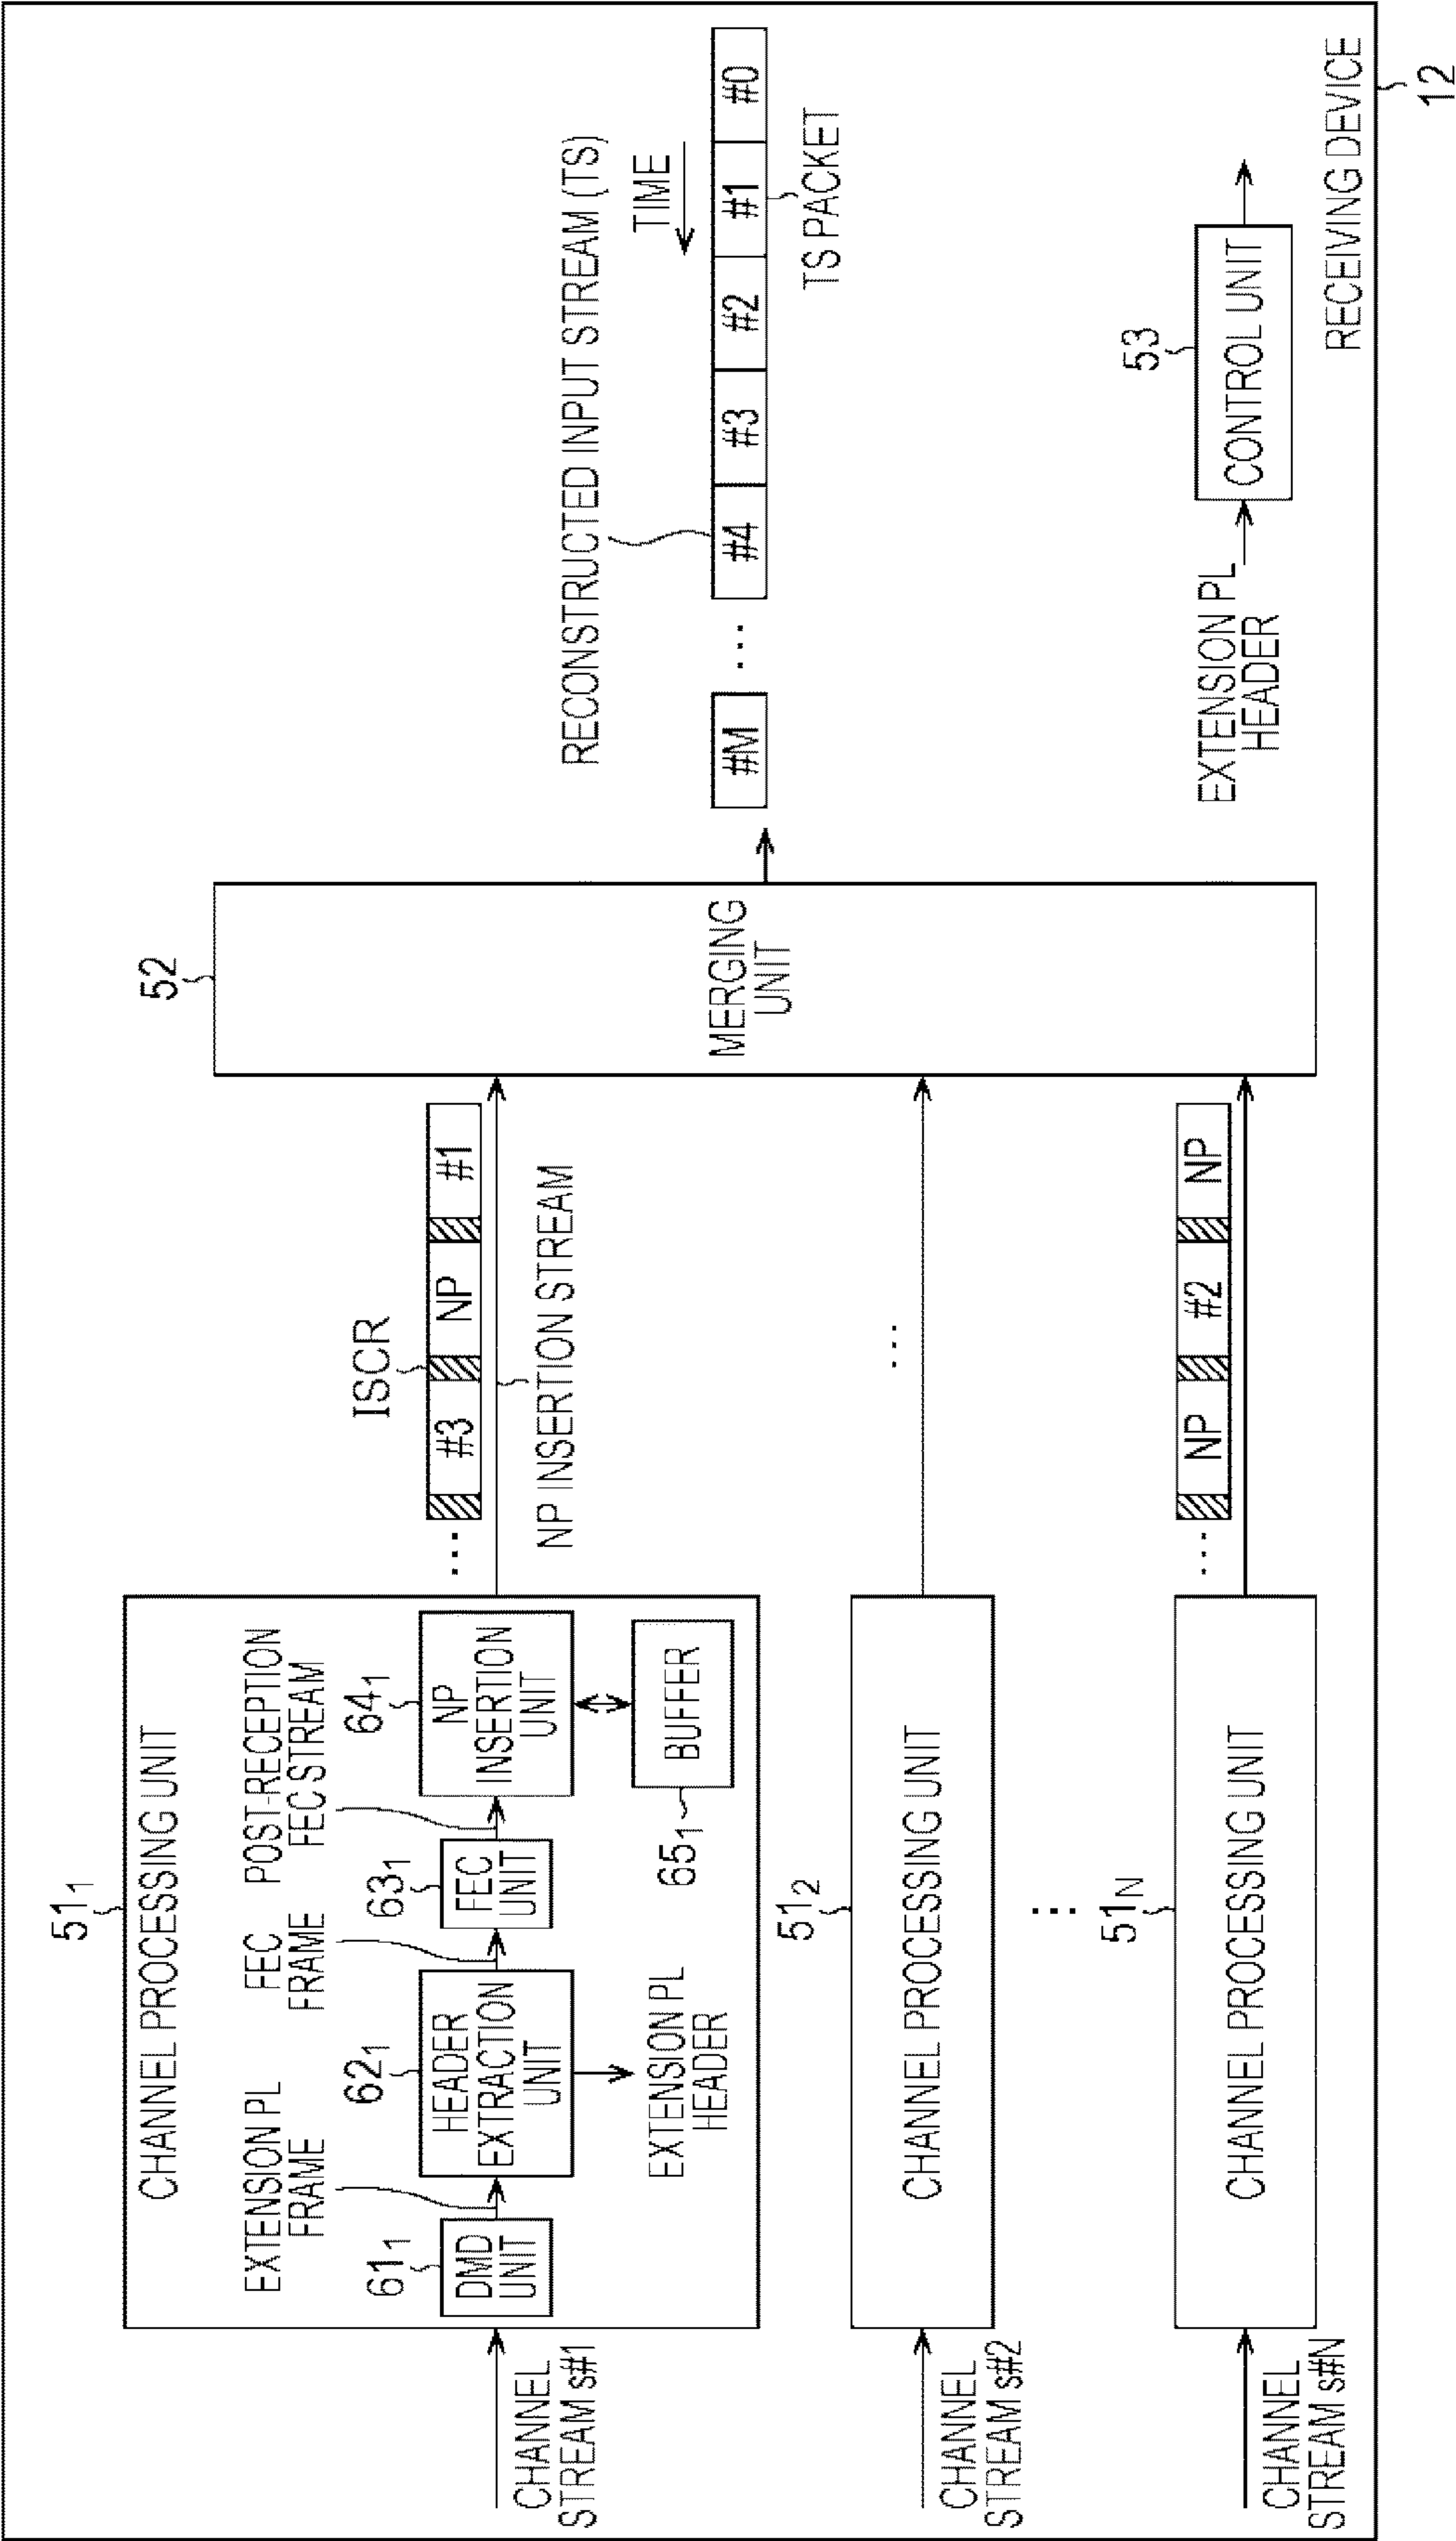 51₁
CHANNEL PROCESSING UNIT
EXTENSION PL
FRAME
FEC
FRAME
POST-RECEPTION
FEC STREAM
61₁
62₁
63₁
64₁
DMD
UNIT
HEADER
EXTRACTION
UNIT
FEC
UNIT
NP
INSERTION
UNIT
CHANNEL
STREAM s#1
EXTENSION PL
HEADER
65₁
BUFFER
ISCR
...
#3
NP
#1
NP INSERTION STREAM
51₂
CHANNEL PROCESSING UNIT
CHANNEL
STREAM s#2
...
...
51N
CHANNEL PROCESSING UNIT
CHANNEL
STREAM s#N
...
NP
#2
NP
52
MERGING
UNIT
RECONSTRUCTED INPUT STREAM (TS)
TIME
#M
...
#4
#3
#2
#1
#0
TS PACKET
53
EXTENSION PL
HEADER
CONTROL UNIT
RECEIVING DEVICE
12